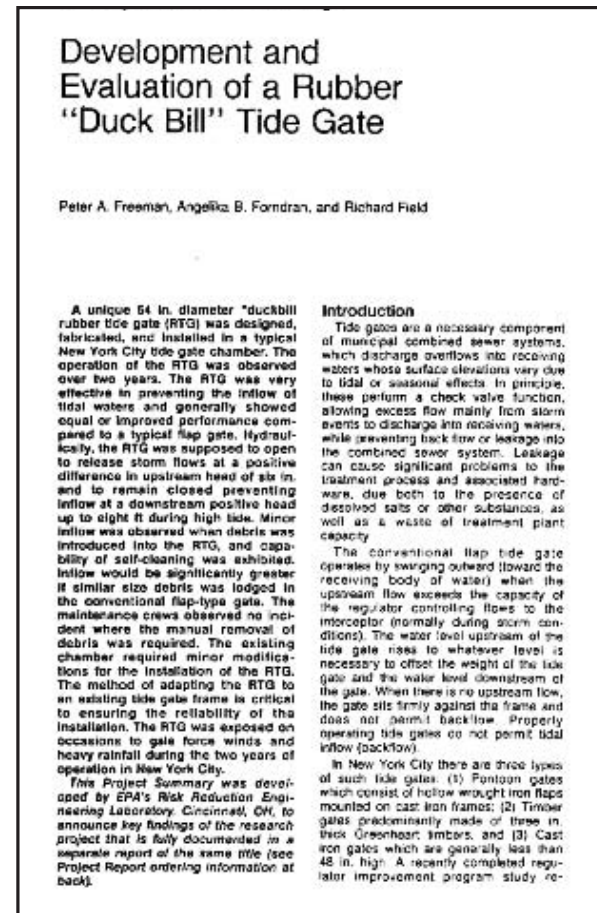 Development and
Evaluation of a Rubber
"Duck Bill" Tide Gate
Peter A. Freeman, Angelika B. Forndran, and Richard Field
A unique 54 in. diameter "duckbill
rubber tide gate (RTG) was designed,
fabricated, and installed in a typical
New York City tide gate chamber. The
operation of the RTG was observed
over two years. The RTG was very
effective in preventing the inflow of
tidal waters and generally showed
equal or improved performance com-
pared to a typical flap gate. Hydraul-
ically, the RTG was supposed to open
to release storm flows at a positive
difference in upstream head of six in.
and to remain closed preventing
inflow at a downstream positive head
up to eight ft during high tide. Minor
inflow was observed when debris was
introduced into the RTG, and capa-
bility of self-cleaning was exhibited.
Inflow would be significantly greater
if similar size debris was lodged in
the conventional flap-type gate. The
maintenance crews observed no inci-
dent where the manual removal of
debris was required. The existing
chamber required minor modifica-
tions for the installation of the RTG.
The method of adapting the RTG to
an existing tide gate frame is critical
to ensuring the reliability of the
installation. The RTG was exposed on
occasions to gale force winds and
heavy rainfall during the two years of
operation in New York City.
This Project Summary was devel-
oped by EPA's Risk Reduction Engi-
neering Laboratory, Cincinnati, OH, to
announce key findings of the research
project that is fully documented in a
separate report of the same title (see
Project Report ordering information at
back).
Introduction
Tide gates are a necessary component
of municipal combined sewer systems,
which discharge overflows into receiving
waters whose surface elevations vary due
to tidal or seasonal effects. In principle,
these perform a check valve function,
allowing excess flow mainly from storm
events to discharge into receiving waters,
while preventing back flow or leakage into
the combined sewer system. Leakage
can cause significant problems to the
treatment process and associated hard-
ware, due both to the presence of
dissolved salts or other substances, as
well as a waste of treatment plant
capacity
The conventional flap tide gate
operates by swinging outward (toward the
receiving body of water) when the
upstream flow exceeds the capacity of
the regulator controlling flows to the
interceptor (normally during storm con-
ditions). The water level upstream of the
tide gate rises to whatever level is
necessary to offset the weight of the tide
gate and the water level downstream of
the gate. When there is no upstream flow,
the gate sits firmly against the frame and
does not permit backflow. Properly
operating tide gates do not permit tidal
inflow (backflow).
In New York City there are three types
of such tide gates: (1) Pontoon gates
which consist of hollow wrought iron flaps
mounted on cast iron frames; (2) Timber
gates predominantly made of three in.
thick Greenheart timbers, and (3) Cast
iron gates which are generally less than
48 in. high. A recently completed regu-
lator improvement program study re-